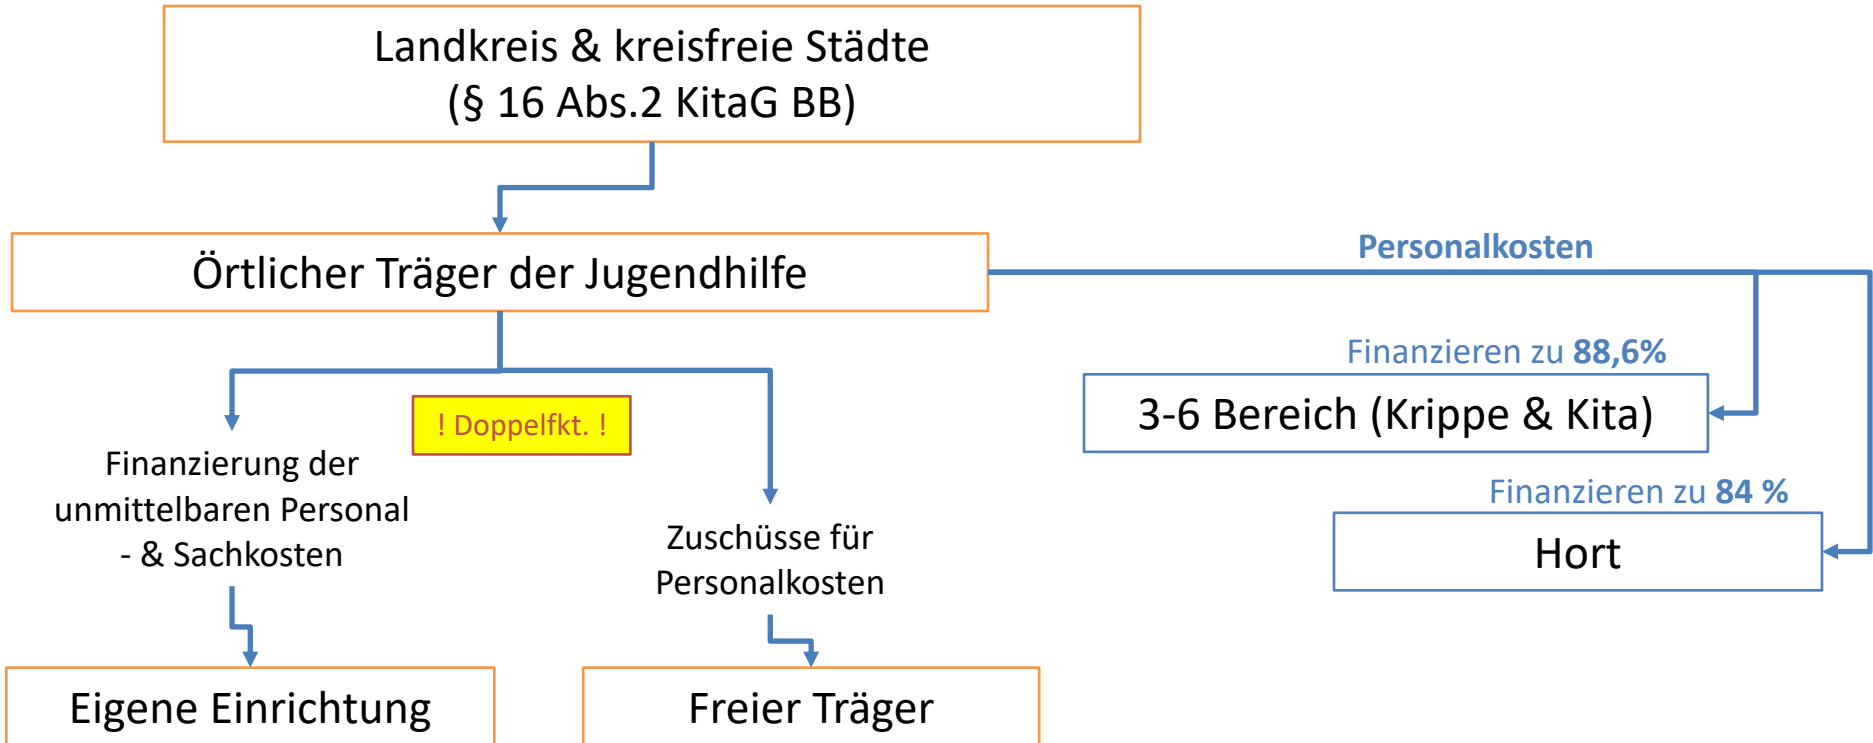 Landkreis & kreisfreie Städte
(§ 16 Abs.2 KitaG BB)
Örtlicher Träger der Jugendhilfe
Personalkosten
Finanzieren zu 88,6%
3-6 Bereich (Krippe & Kita)
! Doppelfkt. !
Finanzierung der
unmittelbaren Personal
- & Sachkosten
Zuschüsse für
Personalkosten
Finanzieren zu 84 %
Hort
Eigene Einrichtung
Freier Träger